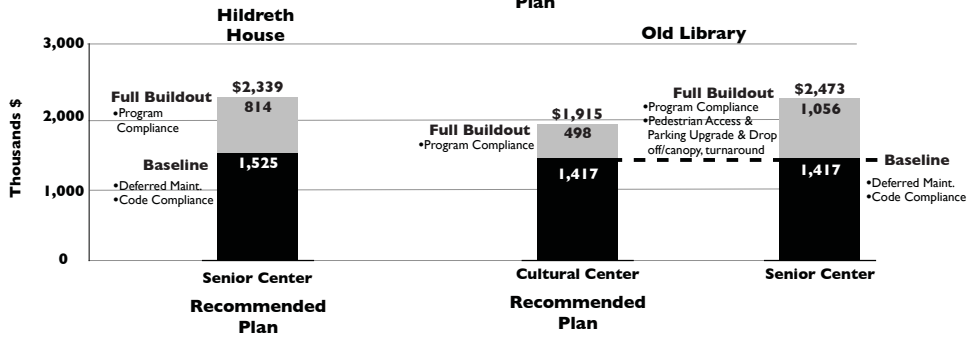 Plan
Hildreth
House
Old Library
Thousands $
3,000
2,000
1,000
0
$2,339
Full Buildout
•Program
Compliance
814
Baseline
•Deferred Maint.
•Code Compliance
1,525
Senior Center
Recommended
Plan
$1,915
Full Buildout
•Program Compliance
498
1,417
Cultural Center
Recommended
Plan
$2,473
Full Buildout
•Program Compliance
•Pedestrian Access &
Parking Upgrade & Drop
off/canopy, turnaround
1,056
1,417
Baseline
•Deferred Maint.
•Code Compliance
Senior Center